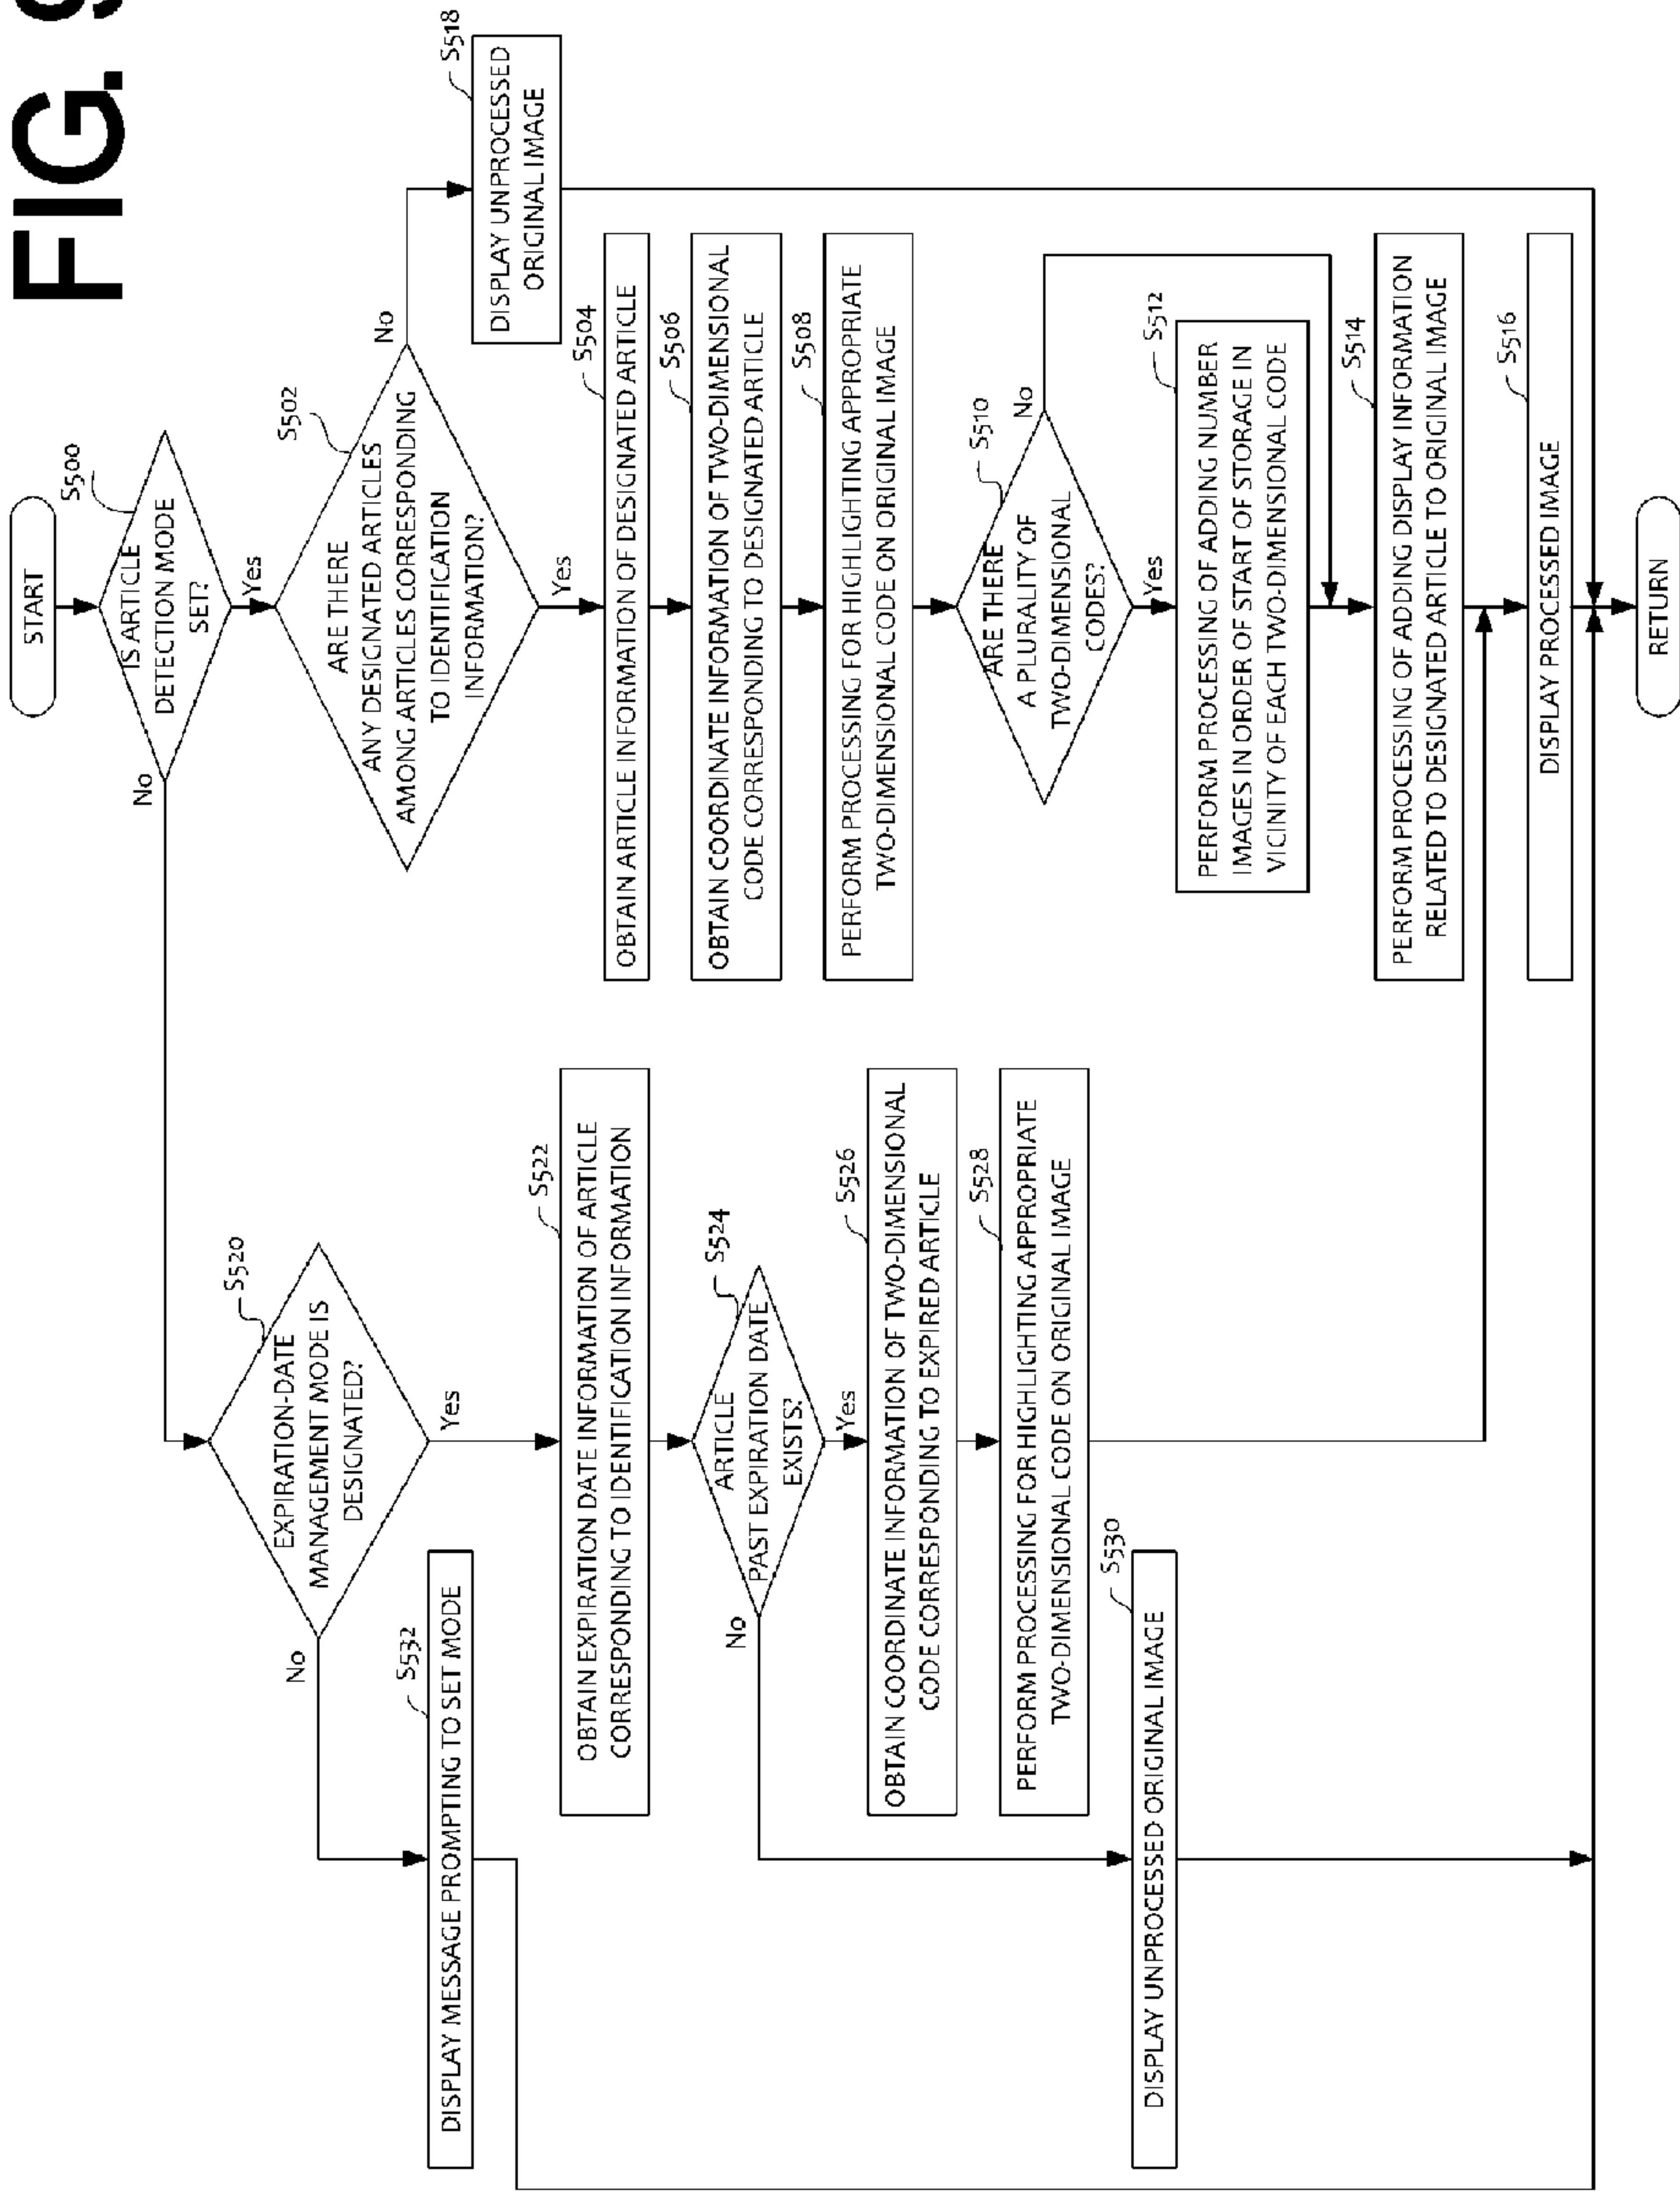 FIG. 9
START
S500
IS ARTICLE
DETECTION MODE
SET?
No
Yes
S502
ARE THERE
ANY DESIGNATED ARTICLES
AMONG ARTICLES CORRESPONDING
TO IDENTIFICATION
INFORMATION?
No
Yes
S518
DISPLAY UNPROCESSED
ORIGINAL IMAGE
S504
OBTAIN ARTICLE INFORMATION OF DESIGNATED ARTICLE
S506
OBTAIN COORDINATE INFORMATION OF TWO-DIMENSIONAL
CODE CORRESPONDING TO DESIGNATED ARTICLE
S508
PERFORM PROCESSING FOR HIGHLIGHTING APPROPRIATE
TWO-DIMENSIONAL CODE ON ORIGINAL IMAGE
S510
ARE THERE
A PLURALITY OF
TWO-DIMENSIONAL
CODES?
No
Yes
S512
PERFORM PROCESSING OF ADDING NUMBER
IMAGES IN ORDER OF START OF STORAGE IN
VICINITY OF EACH TWO-DIMENSIONAL CODE
S514
PERFORM PROCESSING OF ADDING DISPLAY INFORMATION
RELATED TO DESIGNATED ARTICLE TO ORIGINAL IMAGE
S516
DISPLAY PROCESSED IMAGE
RETURN
S520
EXPIRATION-DATE
MANAGEMENT MODE IS
DESIGNATED?
No
Yes
S532
DISPLAY MESSAGE PROMPTING TO SET MODE
S522
OBTAIN EXPIRATION DATE INFORMATION OF ARTICLE
CORRESPONDING TO IDENTIFICATION INFORMATION
S524
ARTICLE
PAST EXPIRATION DATE
EXISTS?
No
Yes
S526
OBTAIN COORDINATE INFORMATION OF TWO-DIMENSIONAL
CODE CORRESPONDING TO EXPIRED ARTICLE
S528
PERFORM PROCESSING FOR HIGHLIGHTING APPROPRIATE
TWO-DIMENSIONAL CODE ON ORIGINAL IMAGE
S530
DISPLAY UNPROCESSED ORIGINAL IMAGE